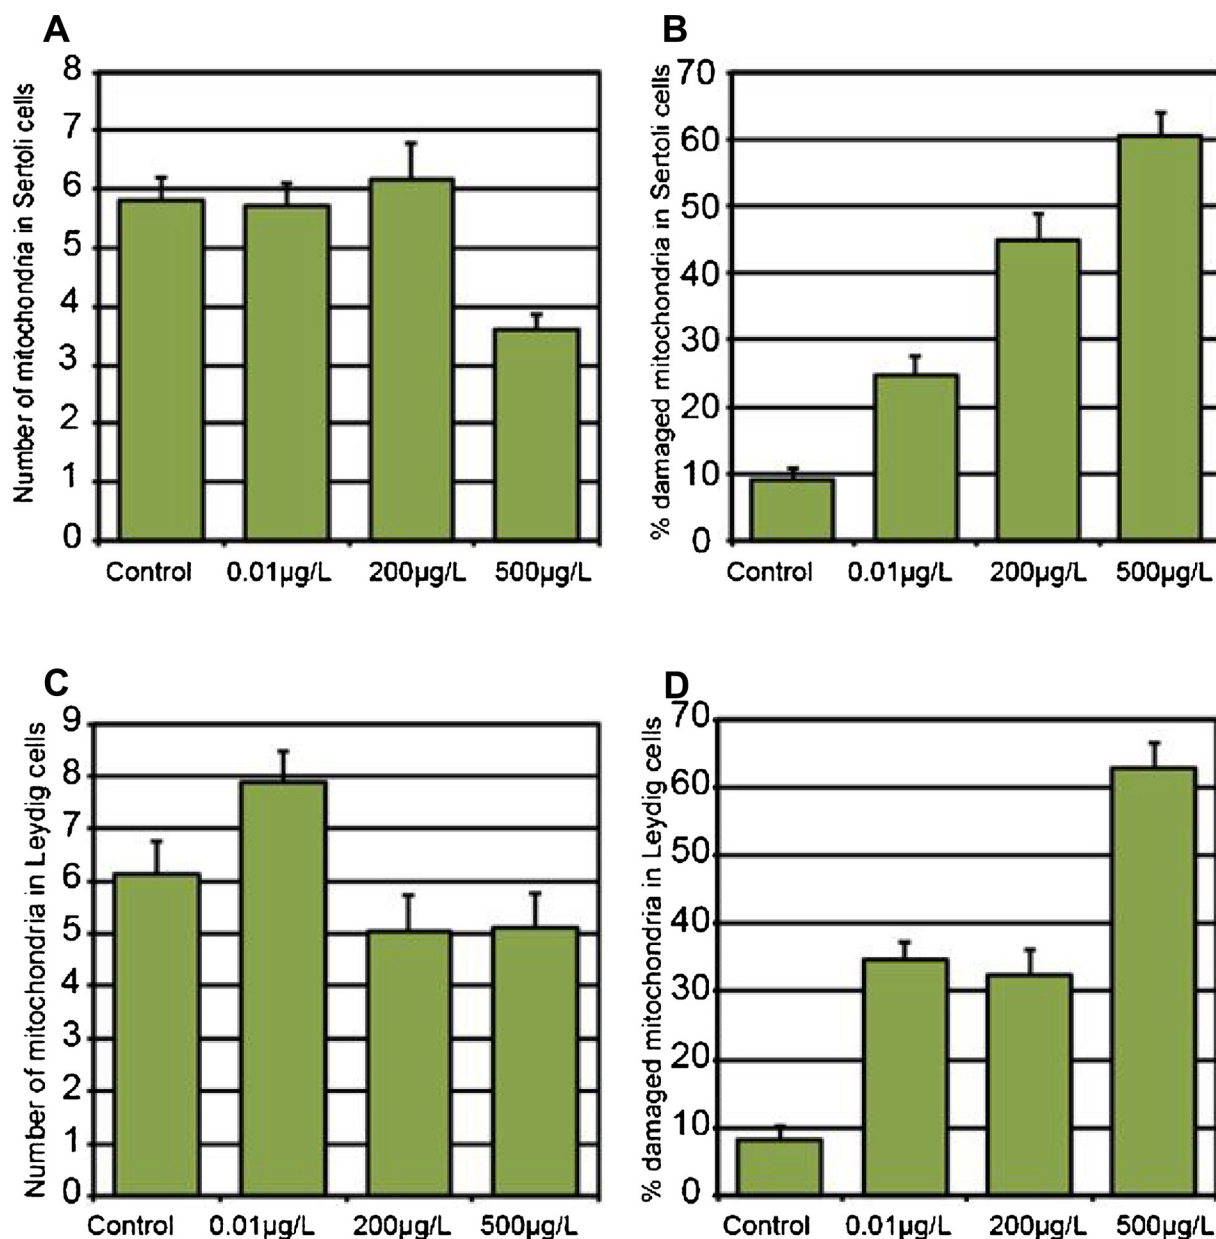 A
Number of mitochondria in Sertoli cells
8
7
6
5
4
3
2
1
0
Control 0.01µg/L 200µg/L 500µg/L
B
% damaged mitochondria in Sertoli cells
70
60
50
40
30
20
10
0
Control 0.01µg/L 200µg/L 500µg/L
C
Number of mitochondria in Leydig cells
9
8
7
6
5
4
3
2
1
0
Control 0.01µg/L 200µg/L 500µg/L
D
% damaged mitochondria in Leydig cells
70
60
50
40
30
20
10
0
Control 0.01µg/L 200µg/L 500µg/L